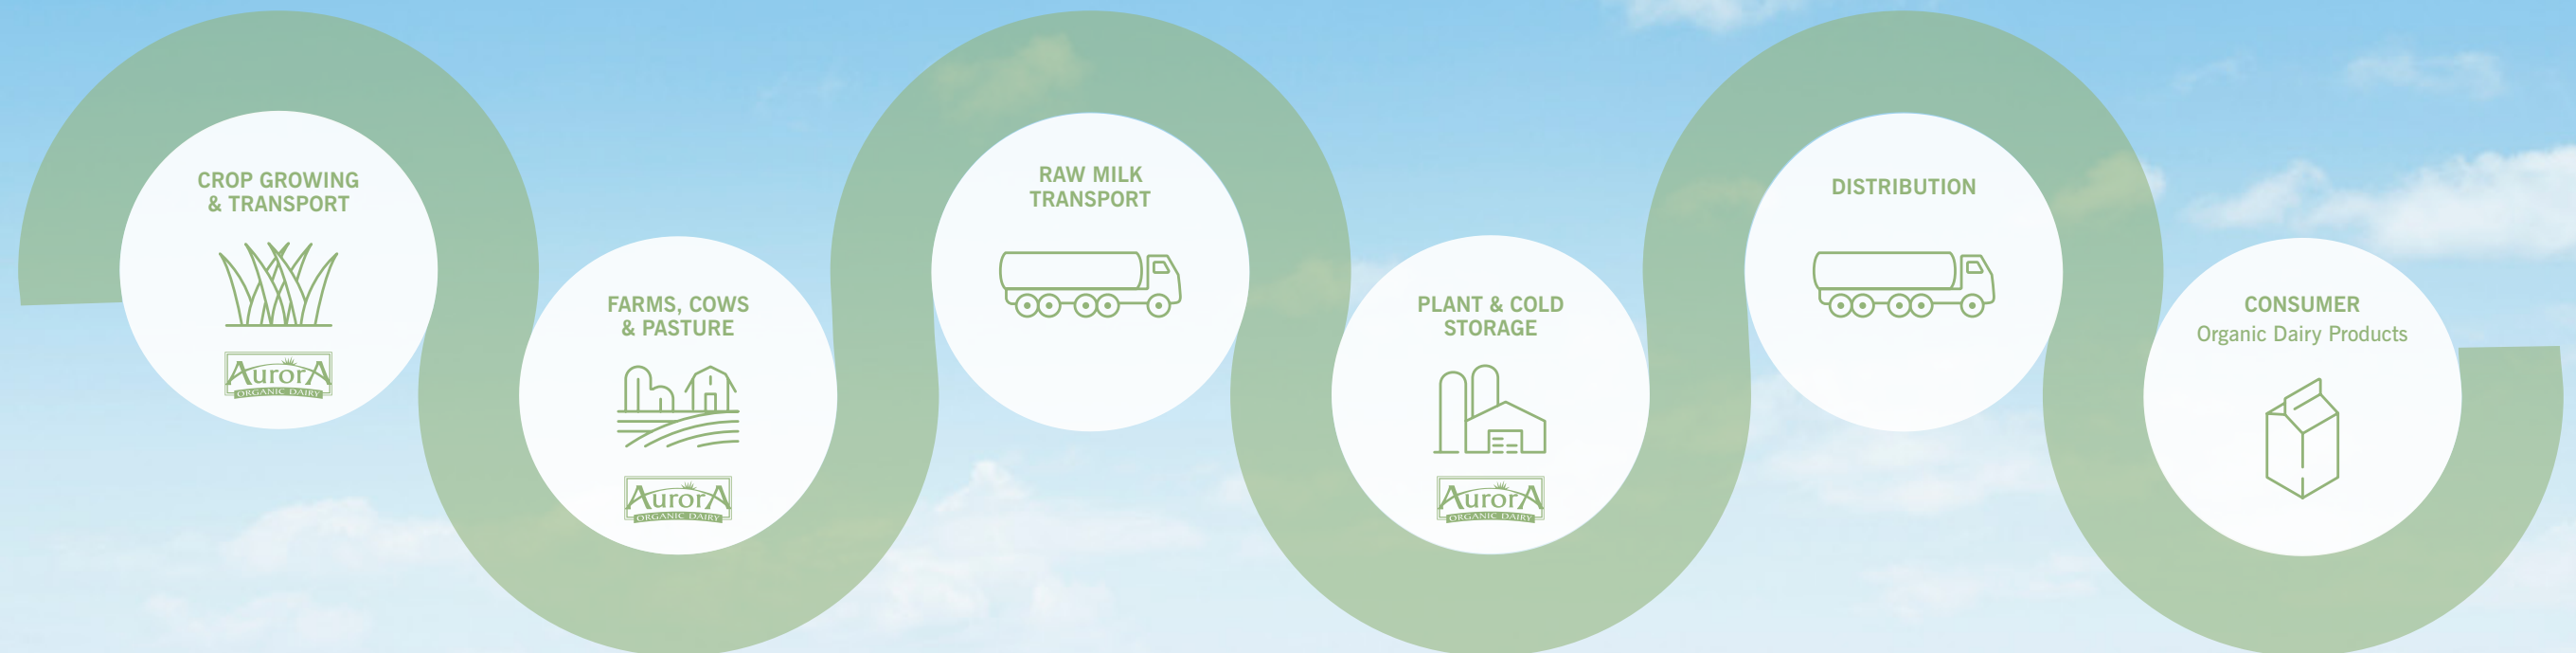 CROP GROWING
& TRANSPORT
AurorA
ORGANIC DAIRY
FARMS, COWS
& PASTURE
AurorA
ORGANIC DAIRY
RAW MILK
TRANSPORT
PLANT & COLD
STORAGE
AurorA
ORGANIC DAIRY
DISTRIBUTION
CONSUMER
Organic Dairy Products